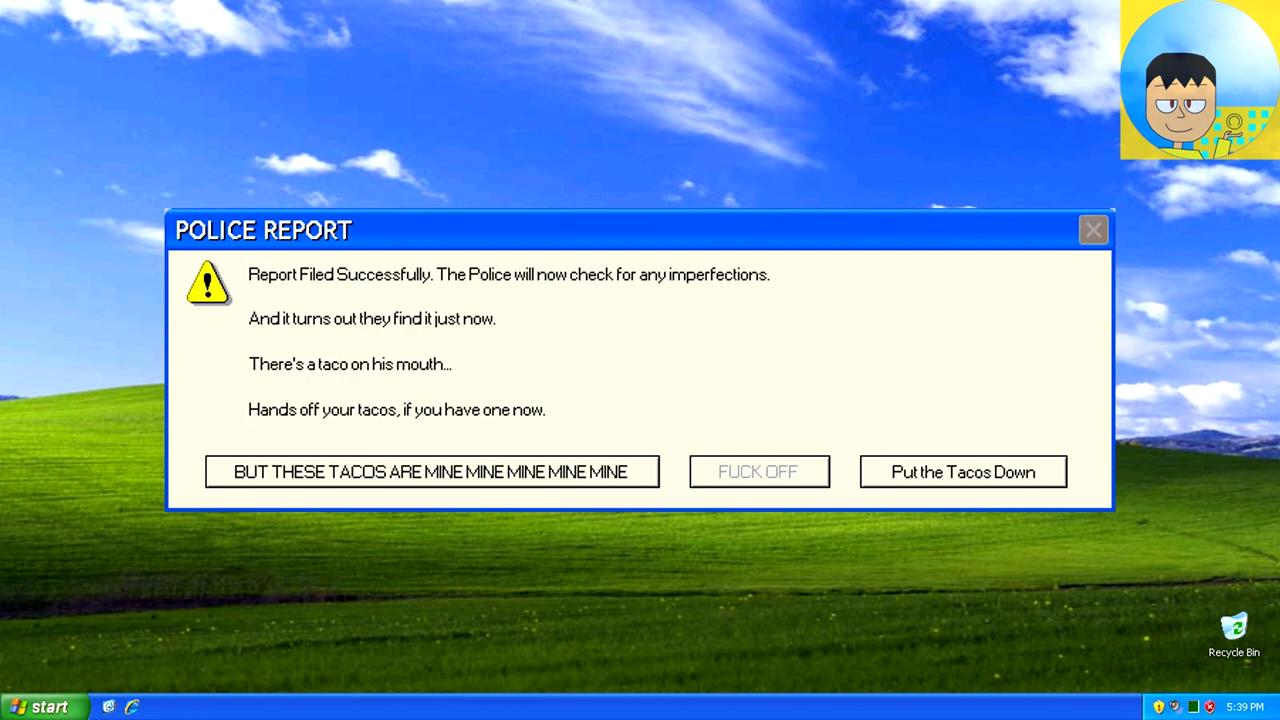 POLICE REPORT
Report Filed Successfully. The Police will now check for any imperfections.
And it turns out they find it just now.
There's a taco on his mouth...
Hands off your tacos, if you have one now.
BUT THESE TACOS ARE MINE MINE MINE MINE MINE
FUCK OFF
Put the Tacos Down
Recycle Bin
start
5:39 PM